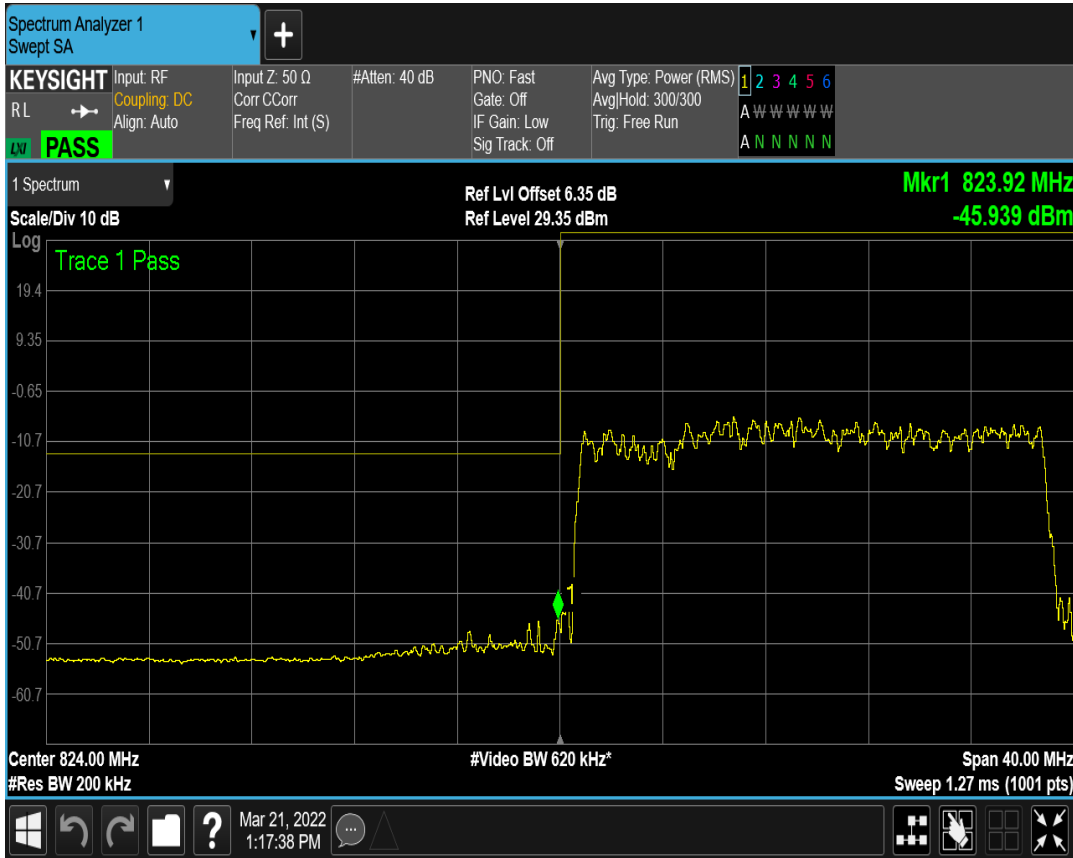 Spectrum Analyzer 1
Swept SA
+
KEYSIGHT
R L
LXI
PASS
Input: RF
Coupling: DC
Align: Auto
Input Z: 50 Ω
Corr CCorr
Freq Ref: Int (S)
#Atten: 40 dB
PNO: Fast
Gate: Off
IF Gain: Low
Sig Track: Off
Avg Type: Power (RMS)
Avg|Hold: 300/300
Trig: Free Run
1 2 3 4 5 6
A W W W W W
A N N N N N
1 Spectrum
Scale/Div 10 dB
Ref Lvl Offset 6.35 dB
Ref Level 29.35 dBm
Mkr1 823.92 MHz
-45.939 dBm
Log
Trace 1 Pass
19.4
9.35
-0.65
-10.7
-20.7
-30.7
-40.7
1
-50.7
-60.7
Center 824.00 MHz
#Video BW 620 kHz*
Span 40.00 MHz
#Res BW 200 kHz
Sweep 1.27 ms (1001 pts)
?
Mar 21, 2022
1:17:38 PM